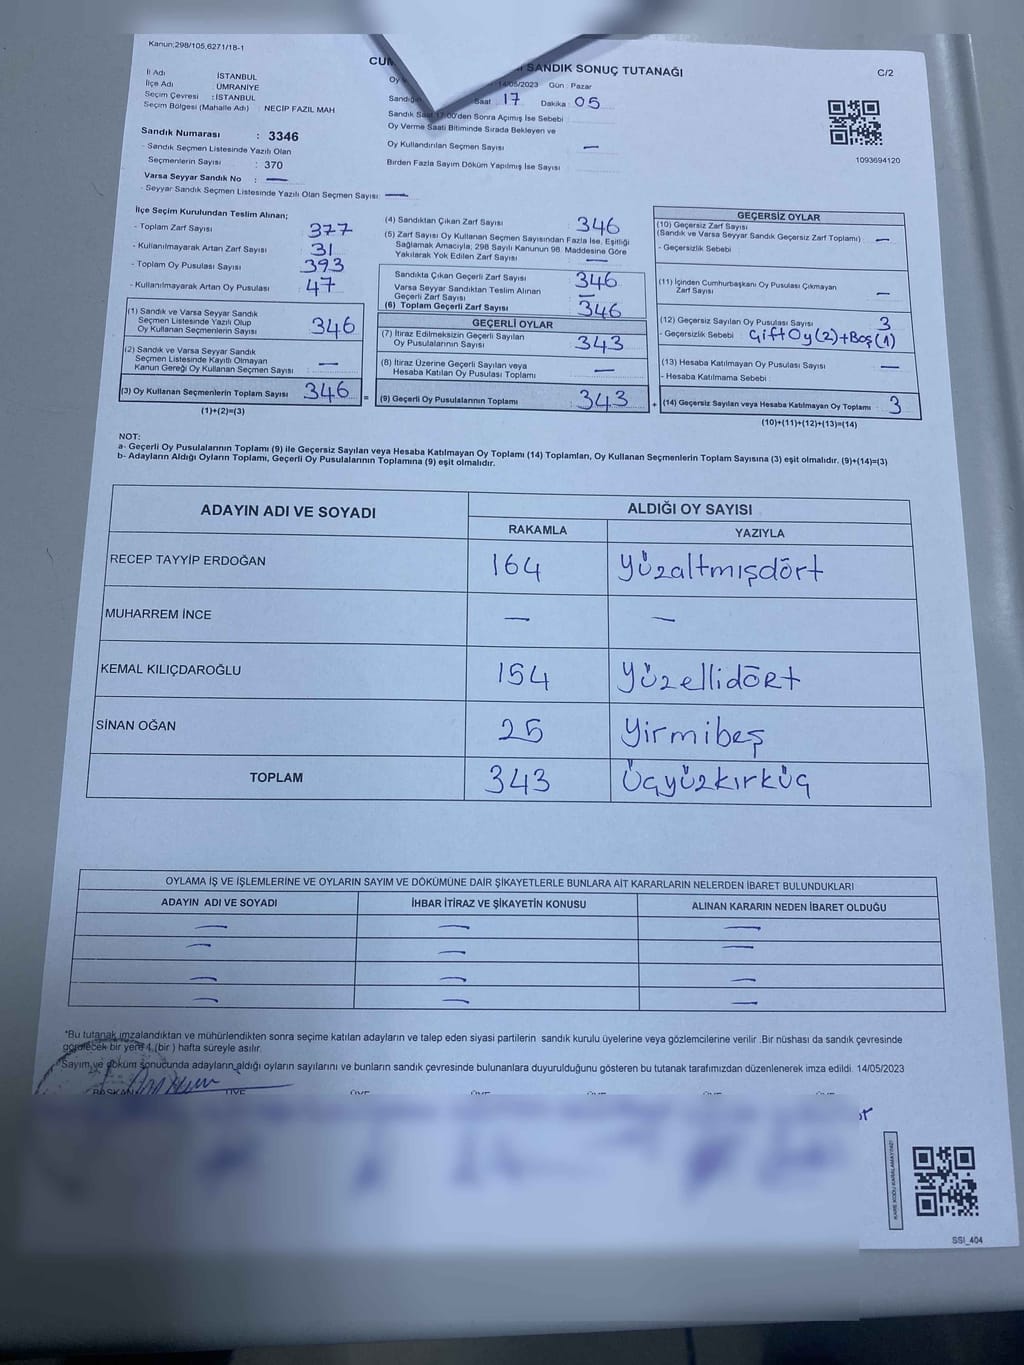 Kanun;298/105,6271/18-1
SANDIK SONUÇ TUTANAĞI
C/2
İl Adı : İSTANBUL
İlçe Adı : ÜMRANİYE
Seçim Çevresi : İSTANBUL
Seçim Bölgesi (Mahalle Adı) : NECİP FAZIL MAH
14/05/2023 Gün : Pazar
Saat 17 Dakika : 05
17:00'den Sonra Açımış İse Sebebi
Oy Verme Saati Bitiminde Sırada Bekleyen ve
Oy Kullandırılan Seçmen Sayısı —
Birden Fazla Sayım Döküm Yapılmış İse Sayısı
1093694120
Sandık Numarası : 3346
- Sandık Seçmen Listesinde Yazılı Olan
Seçmenlerin Sayısı : 370
Varsa Seyyar Sandık No : —
- Seyyar Sandık Seçmen Listesinde Yazılı Olan Seçmen Sayısı —
İlçe Seçim Kurulundan Teslim Alınan;
- Toplam Zarf Sayısı 377
- Kullanılmayarak Artan Zarf Sayısı 31
- Toplam Oy Pusulası Sayısı 393
- Kullanılmayarak Artan Oy Pusulası 47
(1) Sandık ve Varsa Seyyar Sandık
Seçmen Listesinde Yazılı Olup
Oy Kullanan Seçmenlerin Sayısı 346
(2) Sandık ve Varsa Seyyar Sandık
Seçmen Listesinde Kayıtlı Olmayan
Kanun Gereği Oy Kullanan Seçmen Sayısı —
(3) Oy Kullanan Seçmenlerin Toplam Sayısı 346 =
(1)+(2)=(3)
(4) Sandıktan Çıkan Zarf Sayısı 346
(5) Zarf Sayısı Oy Kullanan Seçmen Sayısından Fazla İse, Eşitliği
Sağlamak Amacıyla; 298 Sayılı Kanunun 98. Maddesine Göre
Yakılarak Yok Edilen Zarf Sayısı —
Sandıkta Çıkan Geçerli Zarf Sayısı 346
Varsa Seyyar Sandıktan Teslim Alınan
Geçerli Zarf Sayısı —
(6) Toplam Geçerli Zarf Sayısı 346
GEÇERLİ OYLAR
(7) İtiraz Edilmeksizin Geçerli Sayılan
Oy Pusulalarının Sayısı 343
(8) İtiraz Üzerine Geçerli Sayılan veya
Hesaba Katılan Oy Pusulası Toplamı —
(9) Geçerli Oy Pusulalarının Toplamı 343 +
GEÇERSİZ OYLAR
(10) Geçersiz Zarf Sayısı
(Sandık ve Varsa Seyyar Sandık Geçersiz Zarf Toplamı) —
- Geçersizlik Sebebi
(11) İçinden Cumhurbaşkanı Oy Pusulası Çıkmayan
Zarf Sayısı —
(12) Geçersiz Sayılan Oy Pusulası Sayısı 3
- Geçersizlik Sebebi Çift Oy (2)+Boş (1)
(13) Hesaba Katılmayan Oy Pusulası Sayısı —
- Hesaba Katılmama Sebebi
(14) Geçersiz Sayılan veya Hesaba Katılmayan Oy Toplamı 3
(10)+(11)+(12)+(13)=(14)
NOT:
a- Geçerli Oy Pusulalarının Toplamı (9) ile Geçersiz Sayılan veya Hesaba Katılmayan Oy Toplamı (14) Toplamları, Oy Kullanan Seçmenlerin Toplam Sayısına (3) eşit olmalıdır. (9)+(14)=(3)
b- Adayların Aldığı Oyların Toplamı, Geçerli Oy Pusulalarının Toplamına (9) eşit olmalıdır.
ADAYIN ADI VE SOYADI
ALDIĞI OY SAYISI
RAKAMLA YAZIYLA
RECEP TAYYİP ERDOĞAN 164 yüzaltmışdört
MUHARREM İNCE — —
KEMAL KILIÇDAROĞLU 154 yüzellidört
SİNAN OĞAN 25 yirmibeş
TOPLAM 343 Üçyüzkırküç
OYLAMA İŞ VE İŞLEMLERİNE VE OYLARIN SAYIM VE DÖKÜMÜNE DAİR ŞİKAYETLERLE BUNLARA AİT KARARLARIN NELERDEN İBARET BULUNDUKLARI
ADAYIN ADI VE SOYADI İHBAR İTİRAZ VE ŞİKAYETİN KONUSU ALINAN KARARIN NEDEN İBARET OLDUĞU
— — —
— — —
— — —
— — —
*Bu tutanak imzalandıktan ve mühürlendikten sonra seçime katılan adayların ve talep eden siyasi partilerin sandık kurulu üyelerine veya gözlemcilerine verilir .Bir nüshası da sandık çevresinde
görülecek bir yere 1 (bir ) hafta süreyle asılır.
*Sayım ve döküm sonucunda adayların aldığı oyların sayılarını ve bunların sandık çevresinde bulunanlara duyurulduğunu gösteren bu tutanak tarafımızdan düzenlenerek imza edildi. 14/05/2023
BAŞKAN ÜYE ÜYE ÜYE ÜYE ÜYE ÜYE
KARE KODU KARALAMAYINIZ!
SSI_404